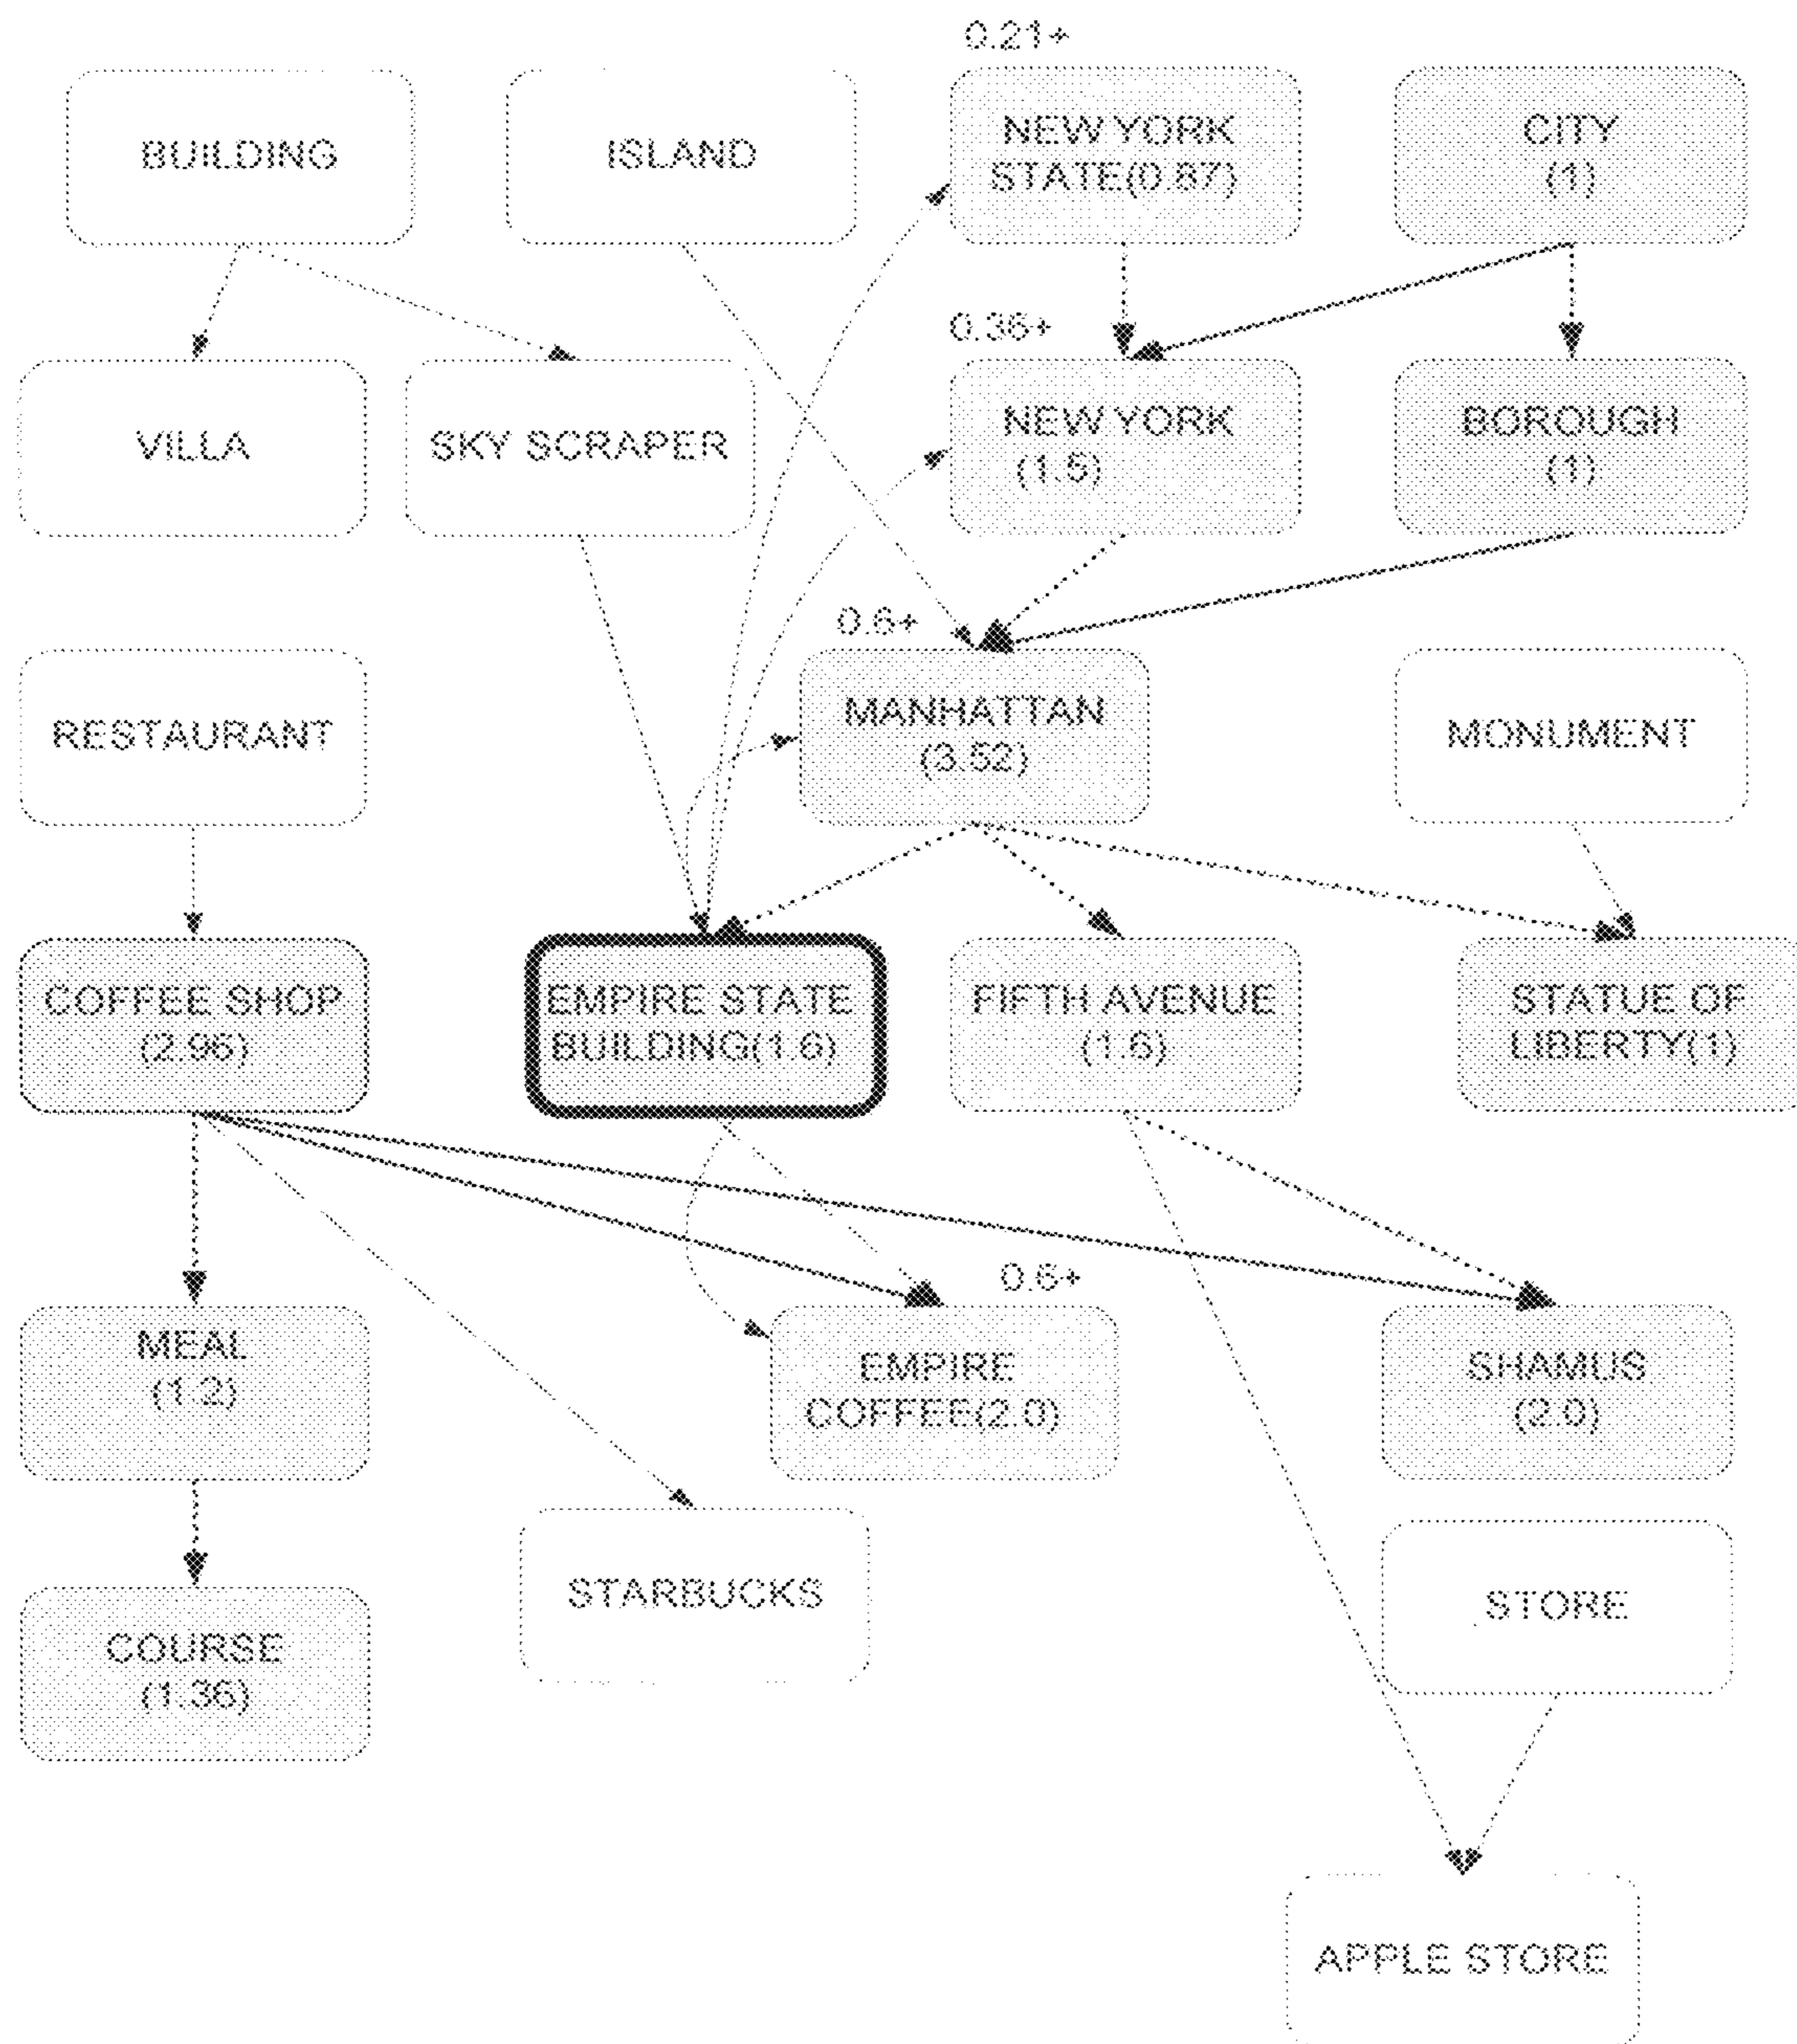 0.21+
BUILDING
ISLAND
NEW YORK
STATE(0.87)
CITY
(1)
0.36+
VILLA
SKY SCRAPER
NEW YORK
(1.5)
BOROUGH
(1)
0.6+
RESTAURANT
MANHATTAN
(3.52)
MONUMENT
COFFEE SHOP
(2.96)
EMPIRE STATE
BUILDING(1.6)
FIFTH AVENUE
(1.6)
STATUE OF
LIBERTY(1)
0.6+
MEAL
(1.2)
EMPIRE
COFFEE(2.0)
SHAMUS
(2.0)
STARBUCKS
STORE
COURSE
(1.36)
APPLE STORE